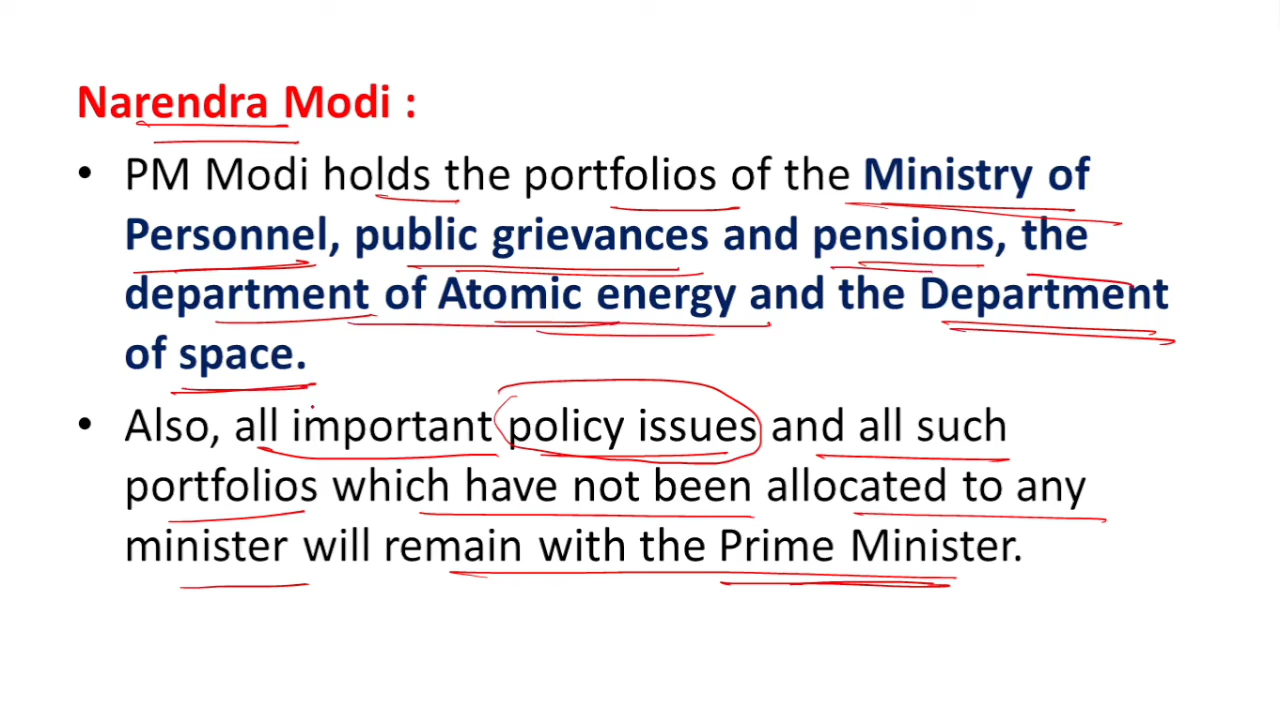 Narendra Modi :
• PM Modi holds the portfolios of the Ministry of
Personnel, public grievances and pensions, the
department of Atomic energy and the Department
of space.
• Also, all important policy issues and all such
portfolios which have not been allocated to any
minister will remain with the Prime Minister.